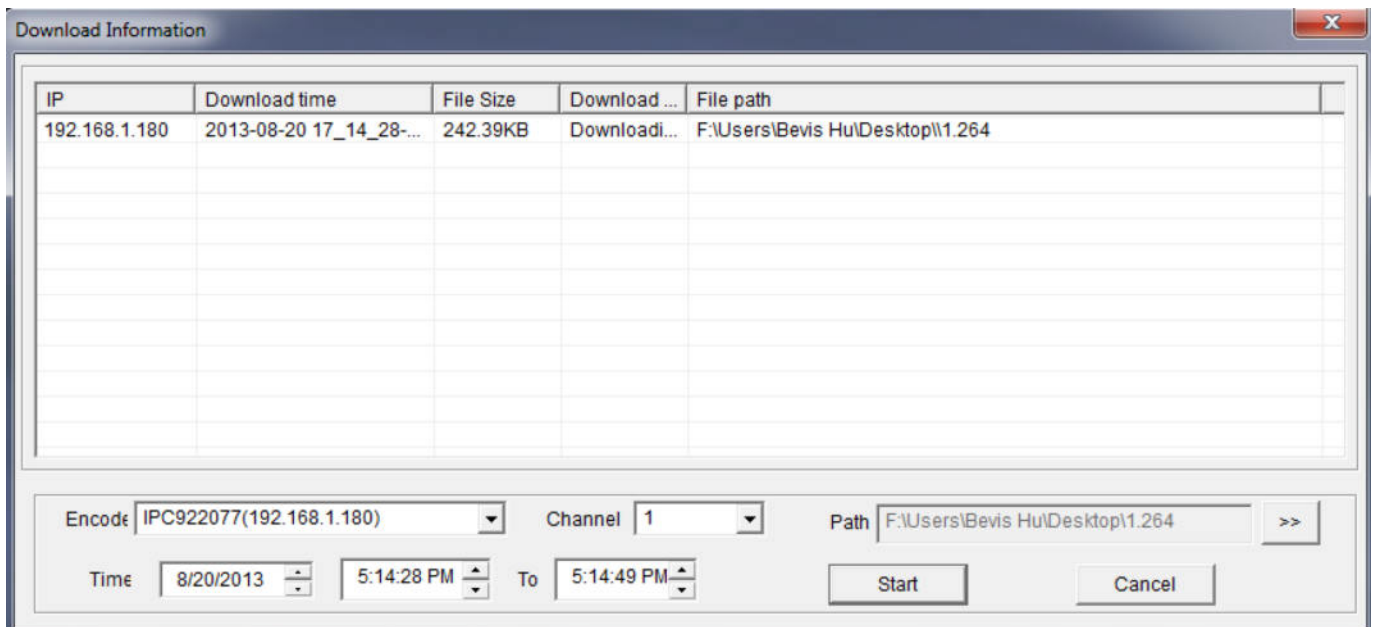 Download Information
IP Download time File Size Download ... File path
192.168.1.180 2013-08-20 17_14_28-... 242.39KB Downloadi... F:\Users\Bevis Hu\Desktop\\1.264
Encode IPC922077(192.168.1.180) Channel 1 Path F:\Users\Bevis Hu\Desktop\1.264 >>
Time 8/20/2013 5:14:28 PM To 5:14:49 PM Start Cancel